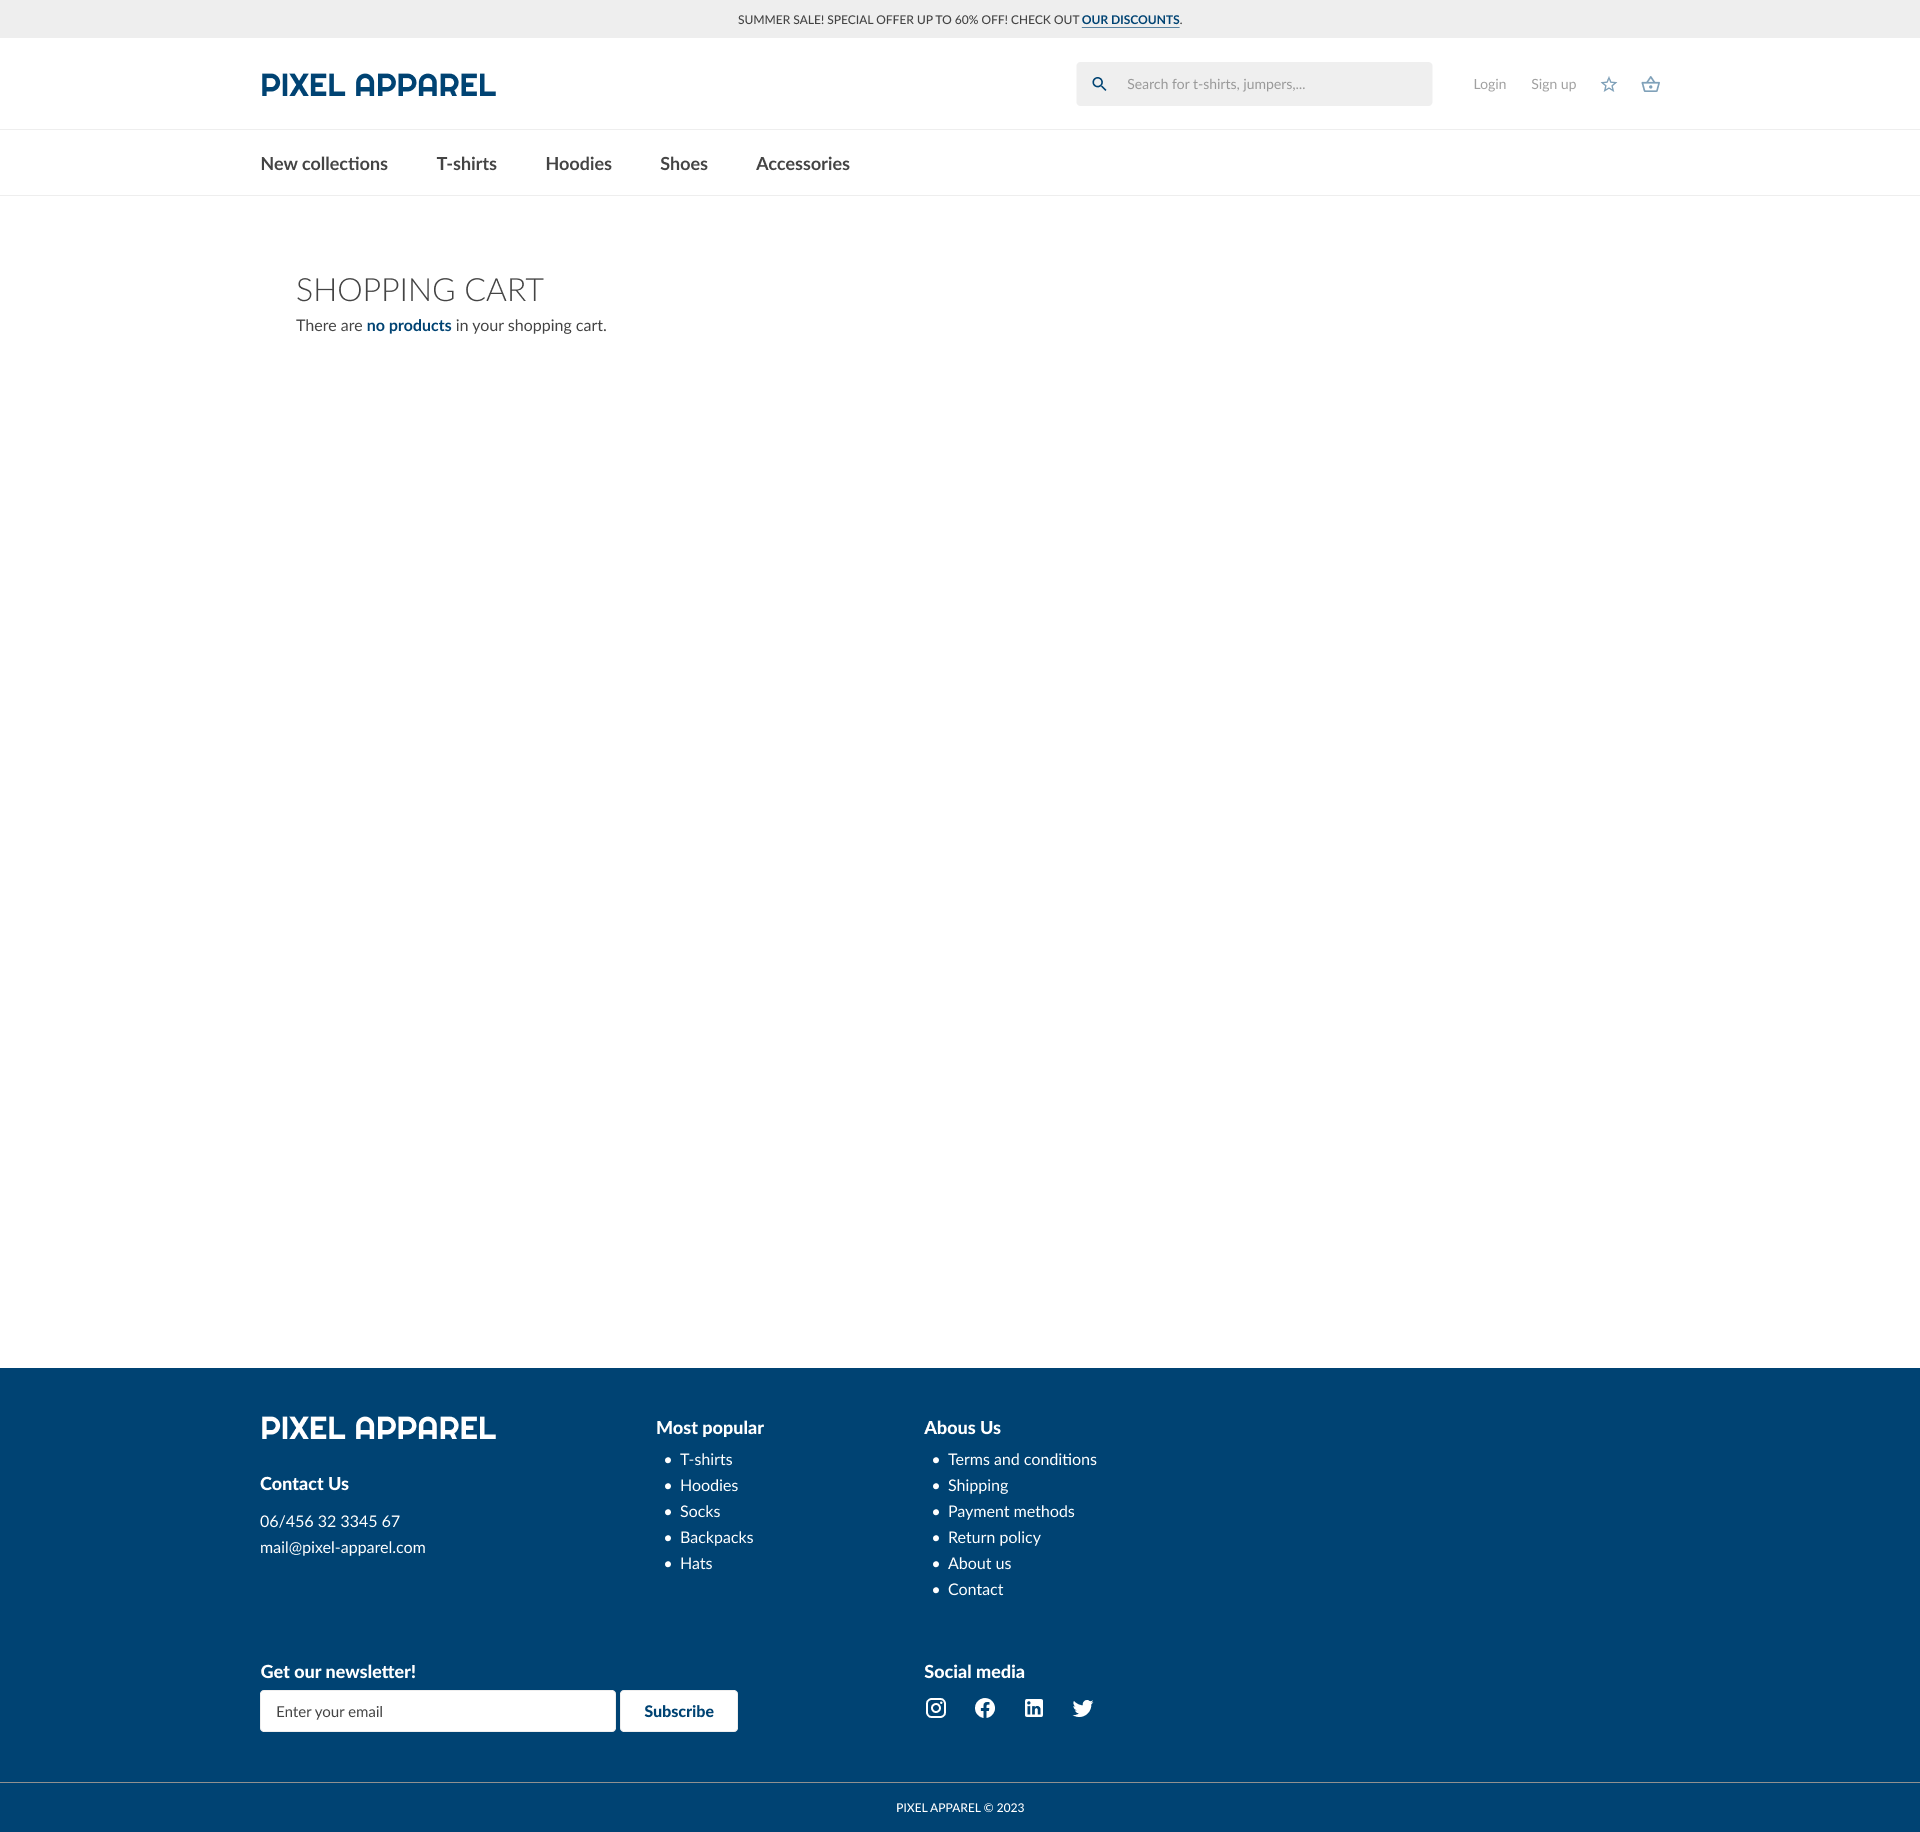 SUMMER SALE! SPECIAL OFFER UP TO 60% OFF! CHECK OUT OUR DISCOUNTS.
PIXEL APPAREL
Search for t-shirts, jumpers,...
Login
Sign up
New collections
T-shirts
Hoodies
Shoes
Accessories
SHOPPING CART
There are no products in your shopping cart.
PIXEL APPAREL
Contact Us
06/456 32 3345 67
mail@pixel-apparel.com
Most popular
T-shirts
Hoodies
Socks
Backpacks
Hats
Abous Us
Terms and conditions
Shipping
Payment methods
Return policy
About us
Contact
Get our newsletter!
Enter your email
Subscribe
Social media
PIXEL APPAREL © 2023